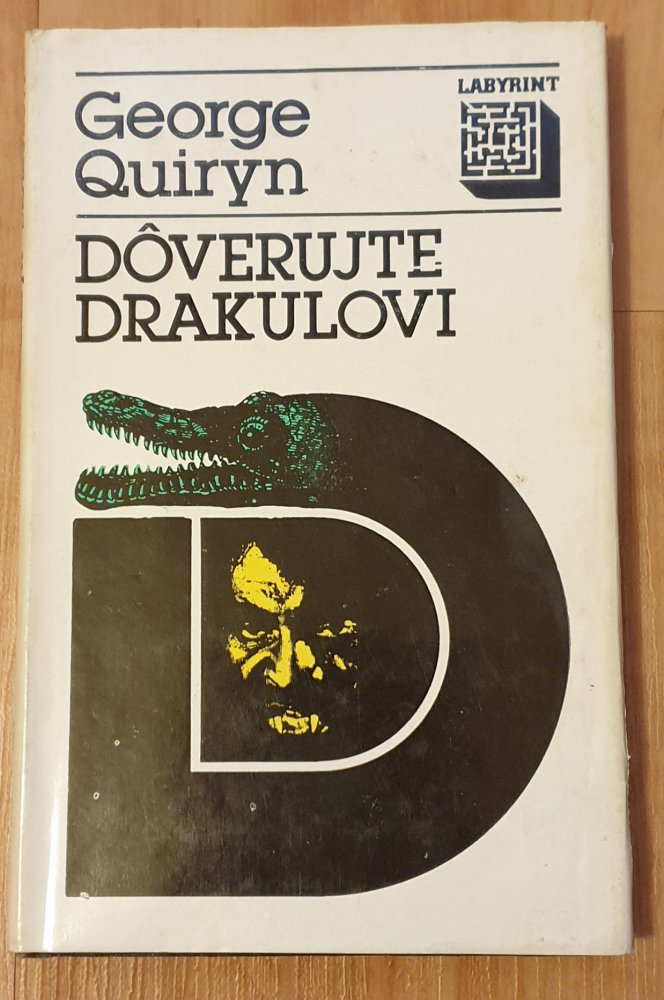 George
Quiryn
LABYRINT
DÔVERUJTE
DRAKULOVI